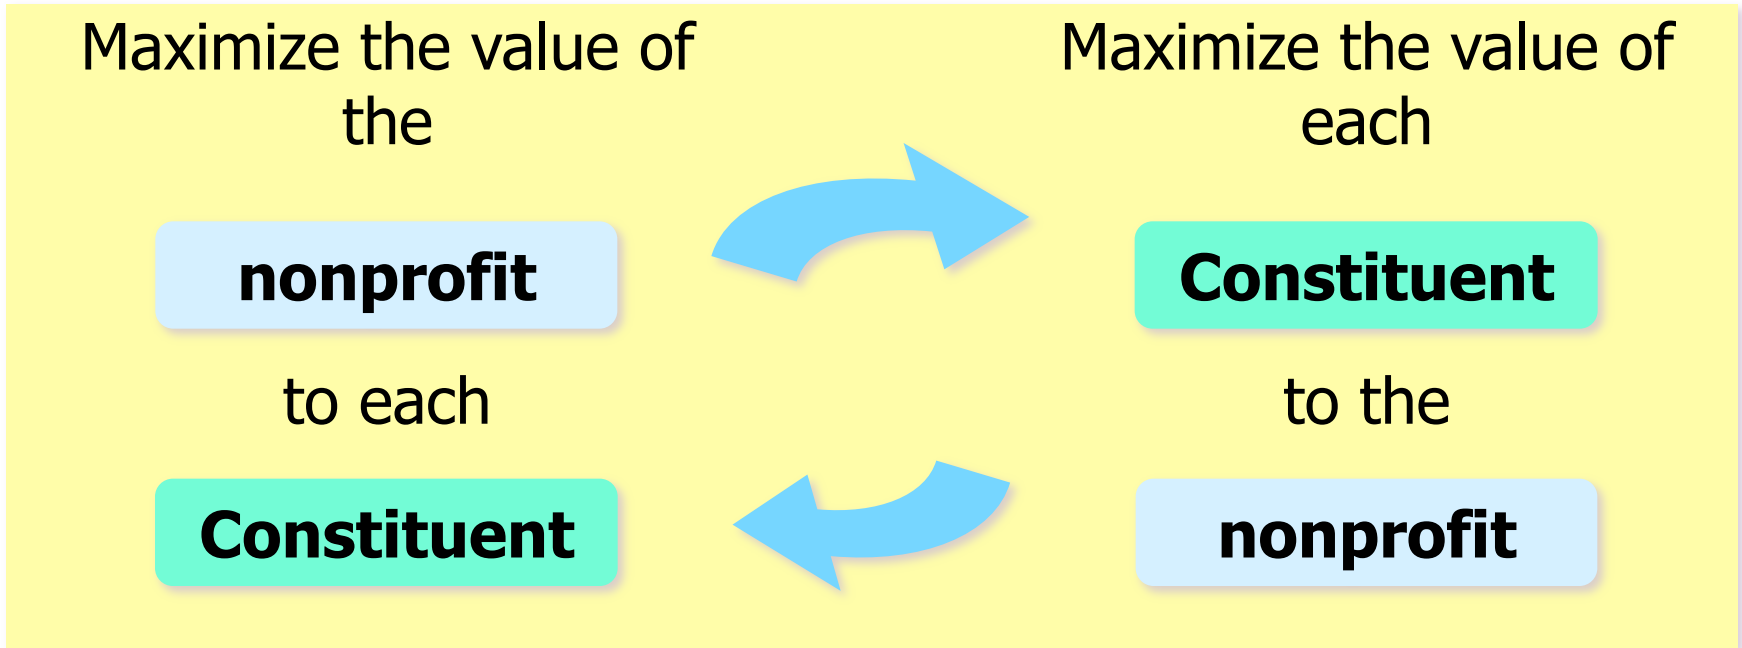 Maximize the value of
the
nonprofit
to each
Constituent
Maximize the value of
each
Constituent
to the
nonprofit